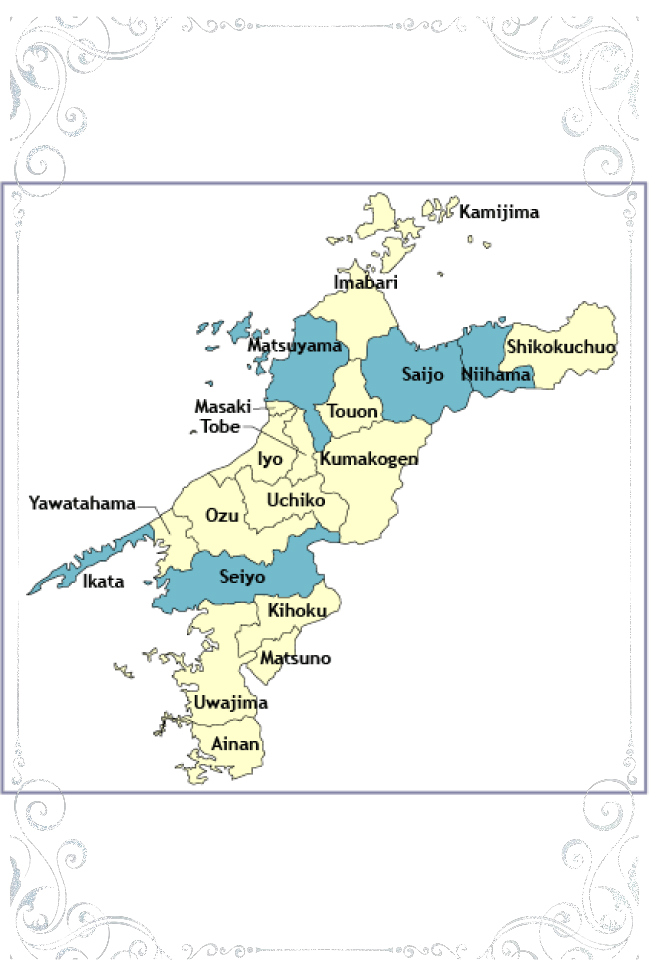 Kamijima
Imabari
Matsuyama
Shikokuchuo
Saijo
Niihama
Masaki
Touon
Tobe
Iyo
Kumakogen
Yawatahama
Uchiko
Ozu
Ikata
Seiyo
Kihoku
Matsuno
Uwajima
Ainan